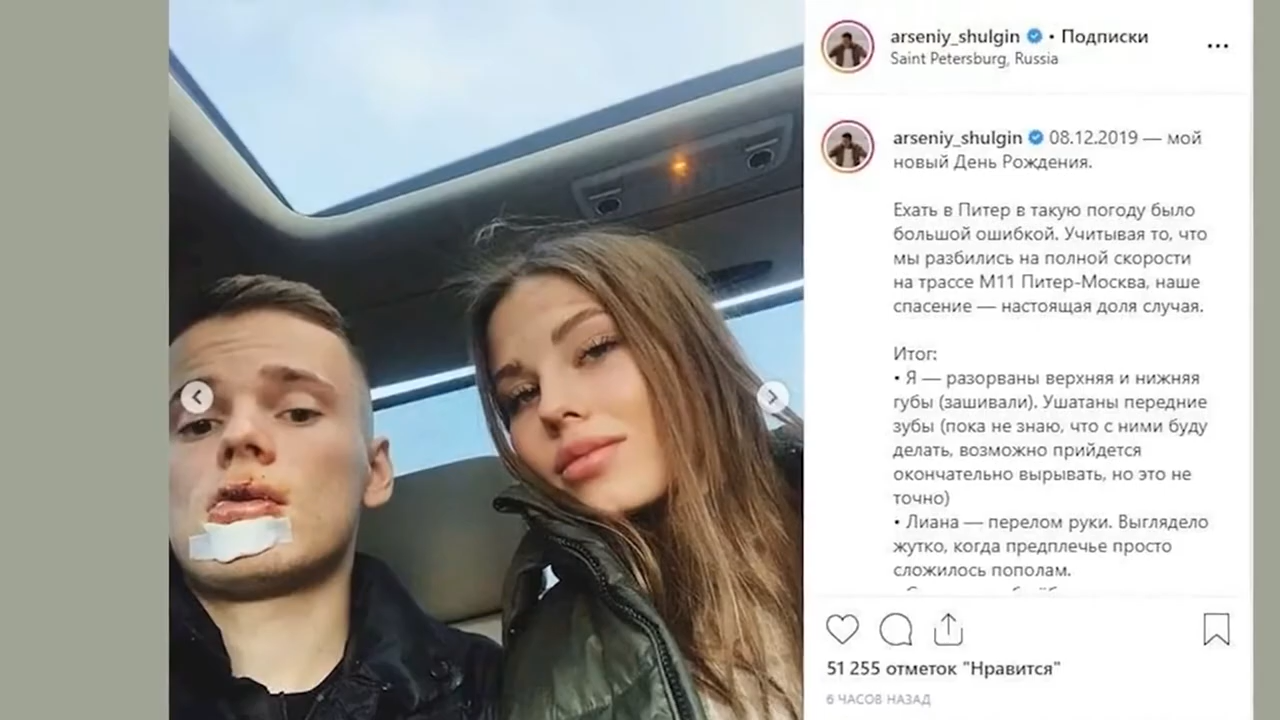 arseniy_shulgin • Подписки
Saint Petersburg, Russia
arseniy_shulgin 08.12.2019 — мой
новый День Рождения.
Ехать в Питер в такую погоду было
большой ошибкой. Учитывая то, что
мы разбились на полной скорости
на трассе М11 Питер-Москва, наше
спасение — настоящая доля случая.
Итог:
• Я — разорваны верхняя и нижняя
губы (зашивали). Ушатаны передние
зубы (пока не знаю, что с ними буду
делать, возможно прийдется
окончательно вырывать, но это не
точно)
• Лиана — перелом руки. Выглядело
жутко, когда предплечье просто
сложилось пополам.
51 255 отметок "Нравится"
6 ЧАСОВ НАЗАД